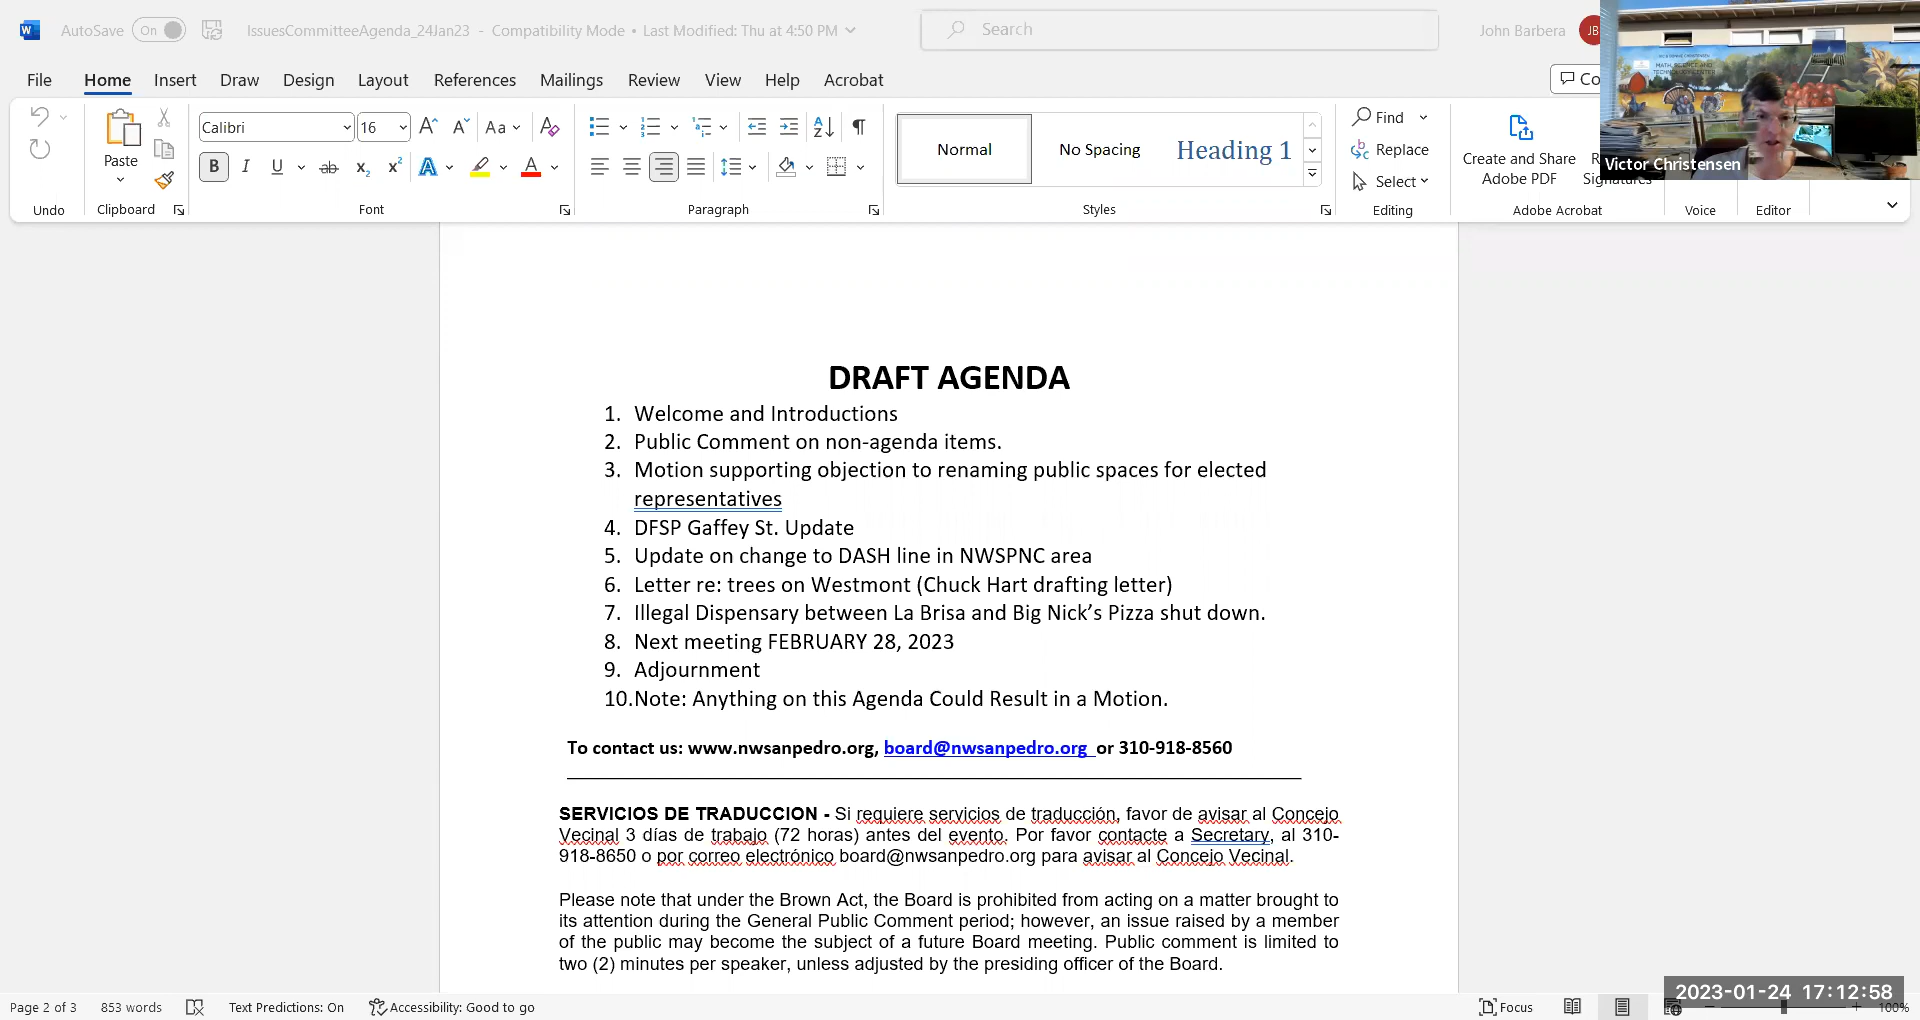 AutoSave On IssuesCommitteeAgenda_24Jan23 - Compatibility Mode • Last Modified: Thu at 4:50 PM Search John Barbera JB
File Home Insert Draw Design Layout References Mailings Review View Help Acrobat Co
Calibri 16 Aa
Paste B I U ab x₂ x² A A
Normal No Spacing Heading 1
Find
Replace
Select
Create and Share
Adobe PDF
Signatures
MATH, SCIENCE AND
TECHNOLOGY CENTER
Victor Christensen
Undo Clipboard Font Paragraph Styles Editing Adobe Acrobat Voice Editor
DRAFT AGENDA
1. Welcome and Introductions
2. Public Comment on non-agenda items.
3. Motion supporting objection to renaming public spaces for elected
representatives
4. DFSP Gaffey St. Update
5. Update on change to DASH line in NWSPNC area
6. Letter re: trees on Westmont (Chuck Hart drafting letter)
7. Illegal Dispensary between La Brisa and Big Nick’s Pizza shut down.
8. Next meeting FEBRUARY 28, 2023
9. Adjournment
10.Note: Anything on this Agenda Could Result in a Motion.
To contact us: www.nwsanpedro.org, board@nwsanpedro.org or 310-918-8560
SERVICIOS DE TRADUCCION - Si requiere servicios de traducción, favor de avisar al Concejo
Vecinal 3 días de trabajo (72 horas) antes del evento. Por favor contacte a Secretary, al 310-
918-8650 o por correo electrónico board@nwsanpedro.org para avisar al Concejo Vecinal.
Please note that under the Brown Act, the Board is prohibited from acting on a matter brought to
its attention during the General Public Comment period; however, an issue raised by a member
of the public may become the subject of a future Board meeting. Public comment is limited to
two (2) minutes per speaker, unless adjusted by the presiding officer of the Board.
Page 2 of 3 853 words Text Predictions: On Accessibility: Good to go Focus 100%
2023-01-24 17:12:58